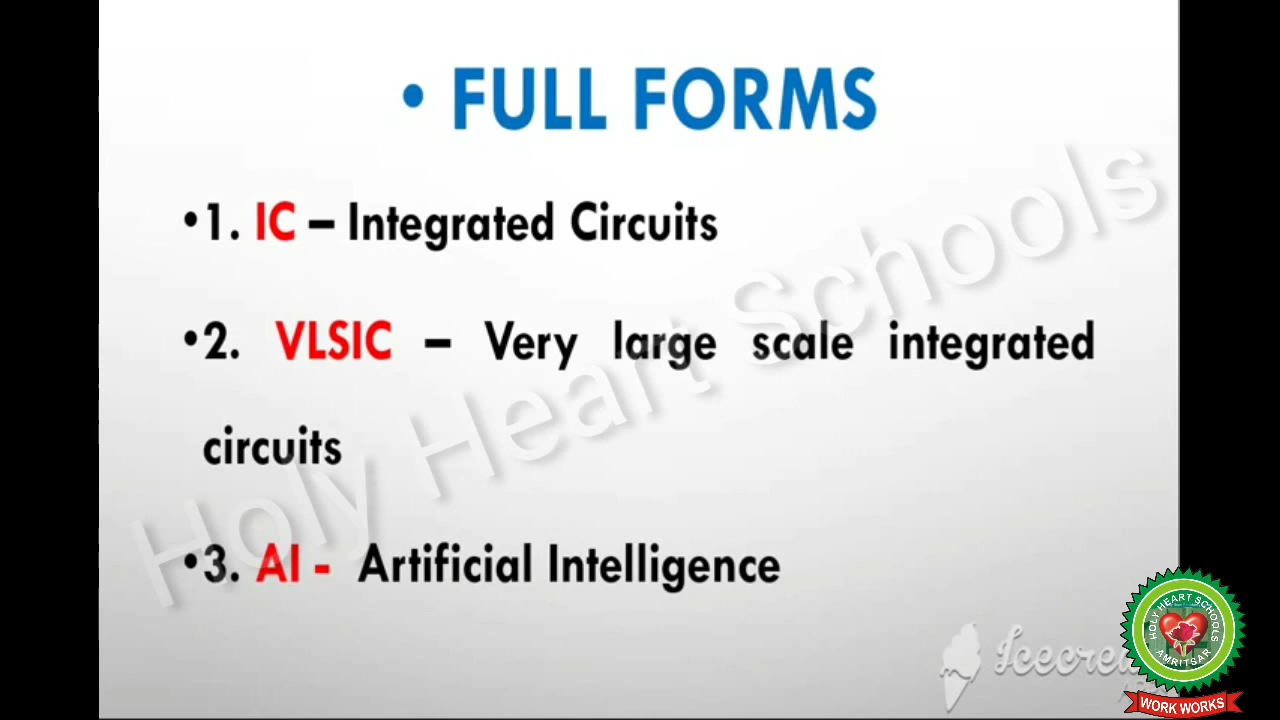 • FULL FORMS
•1. IC – Integrated Circuits
•2. VLSIC – Very large scale integrated
circuits
•3. AI - Artificial Intelligence
Holy Heart Schools
HOLY HEART SCHOOLS
AMRITSAR
WORK WORKS